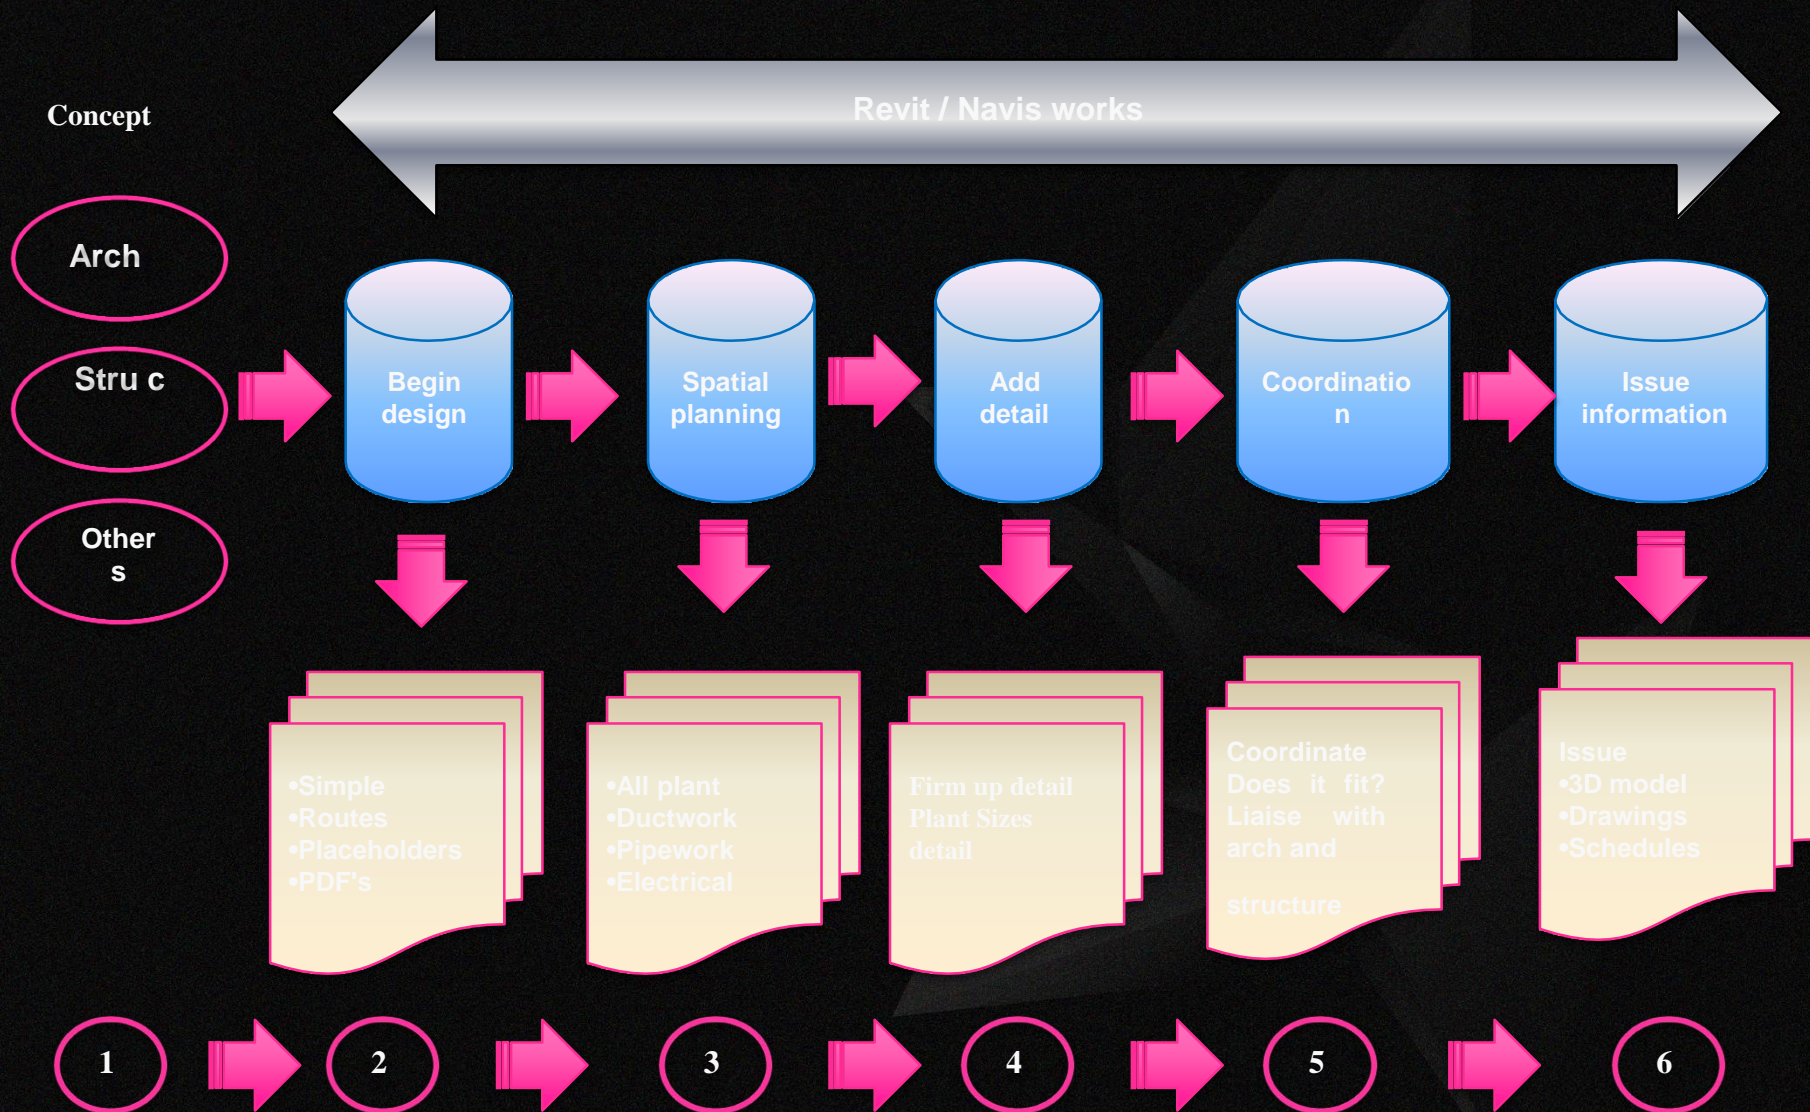 Revit / Navis works
Concept
Arch
Stru c
Other
s
Begin
design
Spatial
planning
Add
detail
Coordinatio
n
Issue
information
•Simple
•Routes
•Placeholders
•PDF's
•All plant
•Ductwork
•Pipework
•Electrical
Firm up detail
Plant Sizes
detail
Coordinate
Does it fit?
Liaise with
arch and
structure
Issue
•3D model
•Drawings
•Schedules
1
2
3
4
5
6